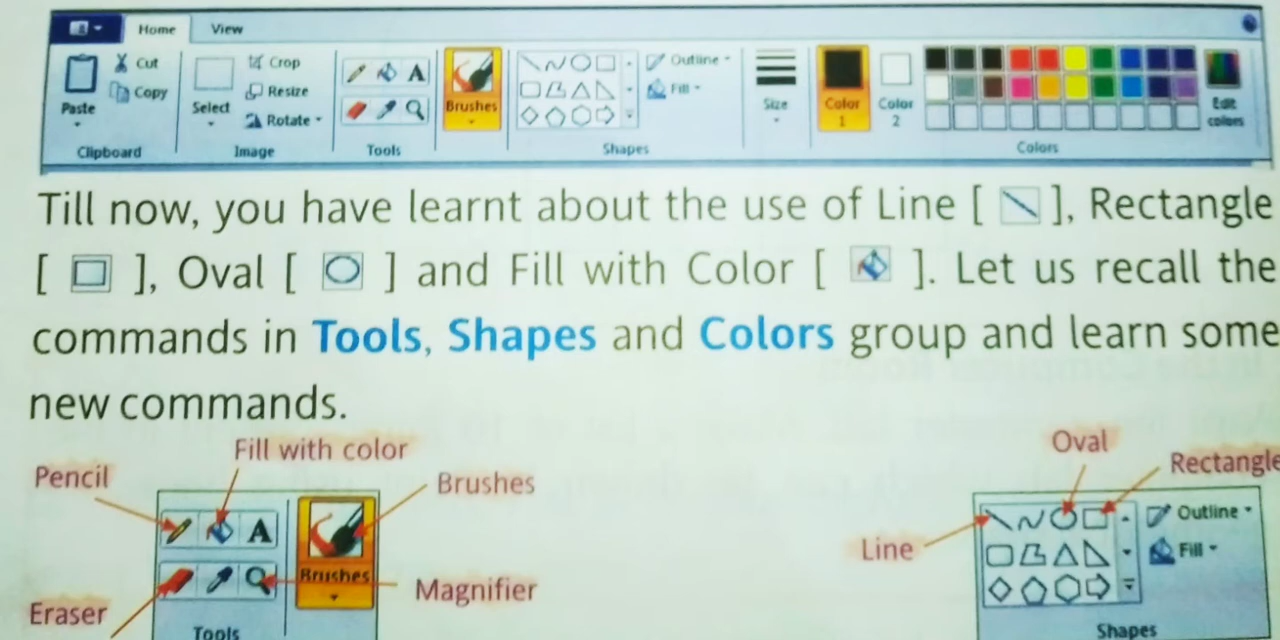 Home View
Paste
Cut
Copy
Clipboard
Select
Crop
Resize
Rotate
Image
A
Tools
Brushes
Outline
Fill
Shapes
Size
Color
1
Color
2
Edit
colors
Colors
Till now, you have learnt about the use of Line [ ], Rectangle
[ ], Oval [ ] and Fill with Color [ ]. Let us recall the
commands in Tools, Shapes and Colors group and learn some
new commands.
Pencil
Fill with color
Brushes
A
Brushes
Magnifier
Eraser
Tools
Oval
Rectangle
Line
Outline
Fill
Shapes